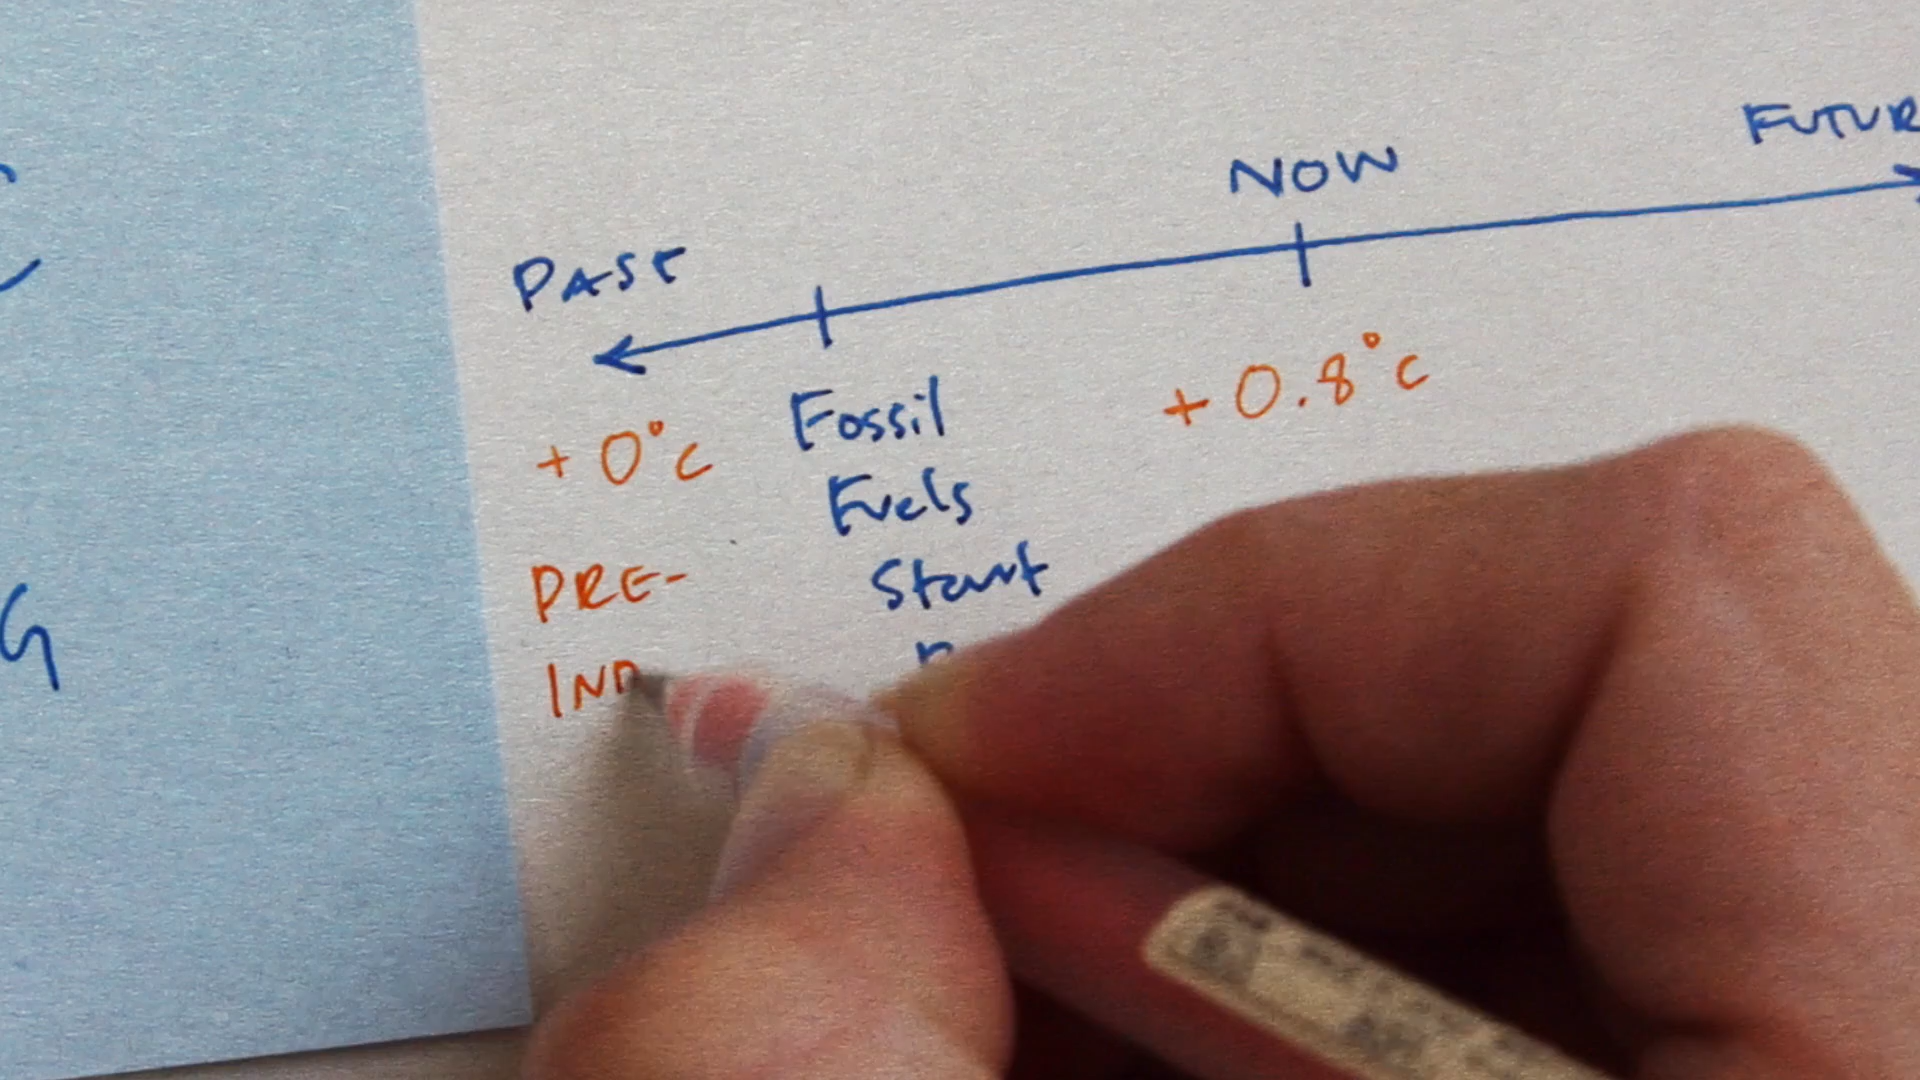 FUTUR
NOW
PAST
+0.8°C
+0°C
Fossil
Fuels
Start
PRE-
IND
G